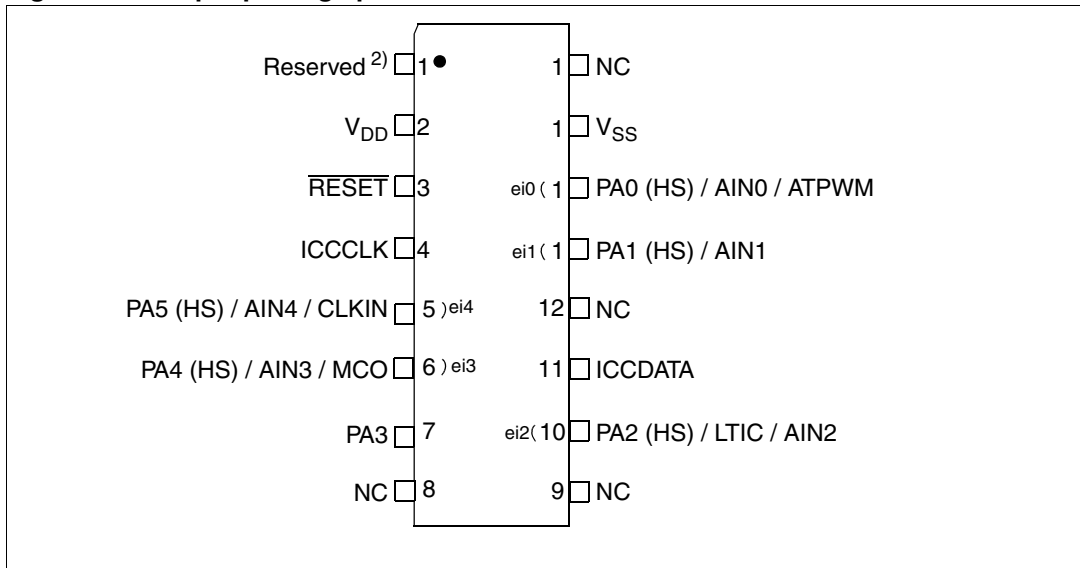 Reserved 2) 1 1 NC
VDD 2 1 VSS
RESET 3 ei0 ( 1 PA0 (HS) / AIN0 / ATPWM
ICCCLK 4 ei1 ( 1 PA1 (HS) / AIN1
PA5 (HS) / AIN4 / CLKIN 5 ) ei4 12 NC
PA4 (HS) / AIN3 / MCO 6 ) ei3 11 ICCDATA
PA3 7 ei2 ( 10 PA2 (HS) / LTIC / AIN2
NC 8 9 NC